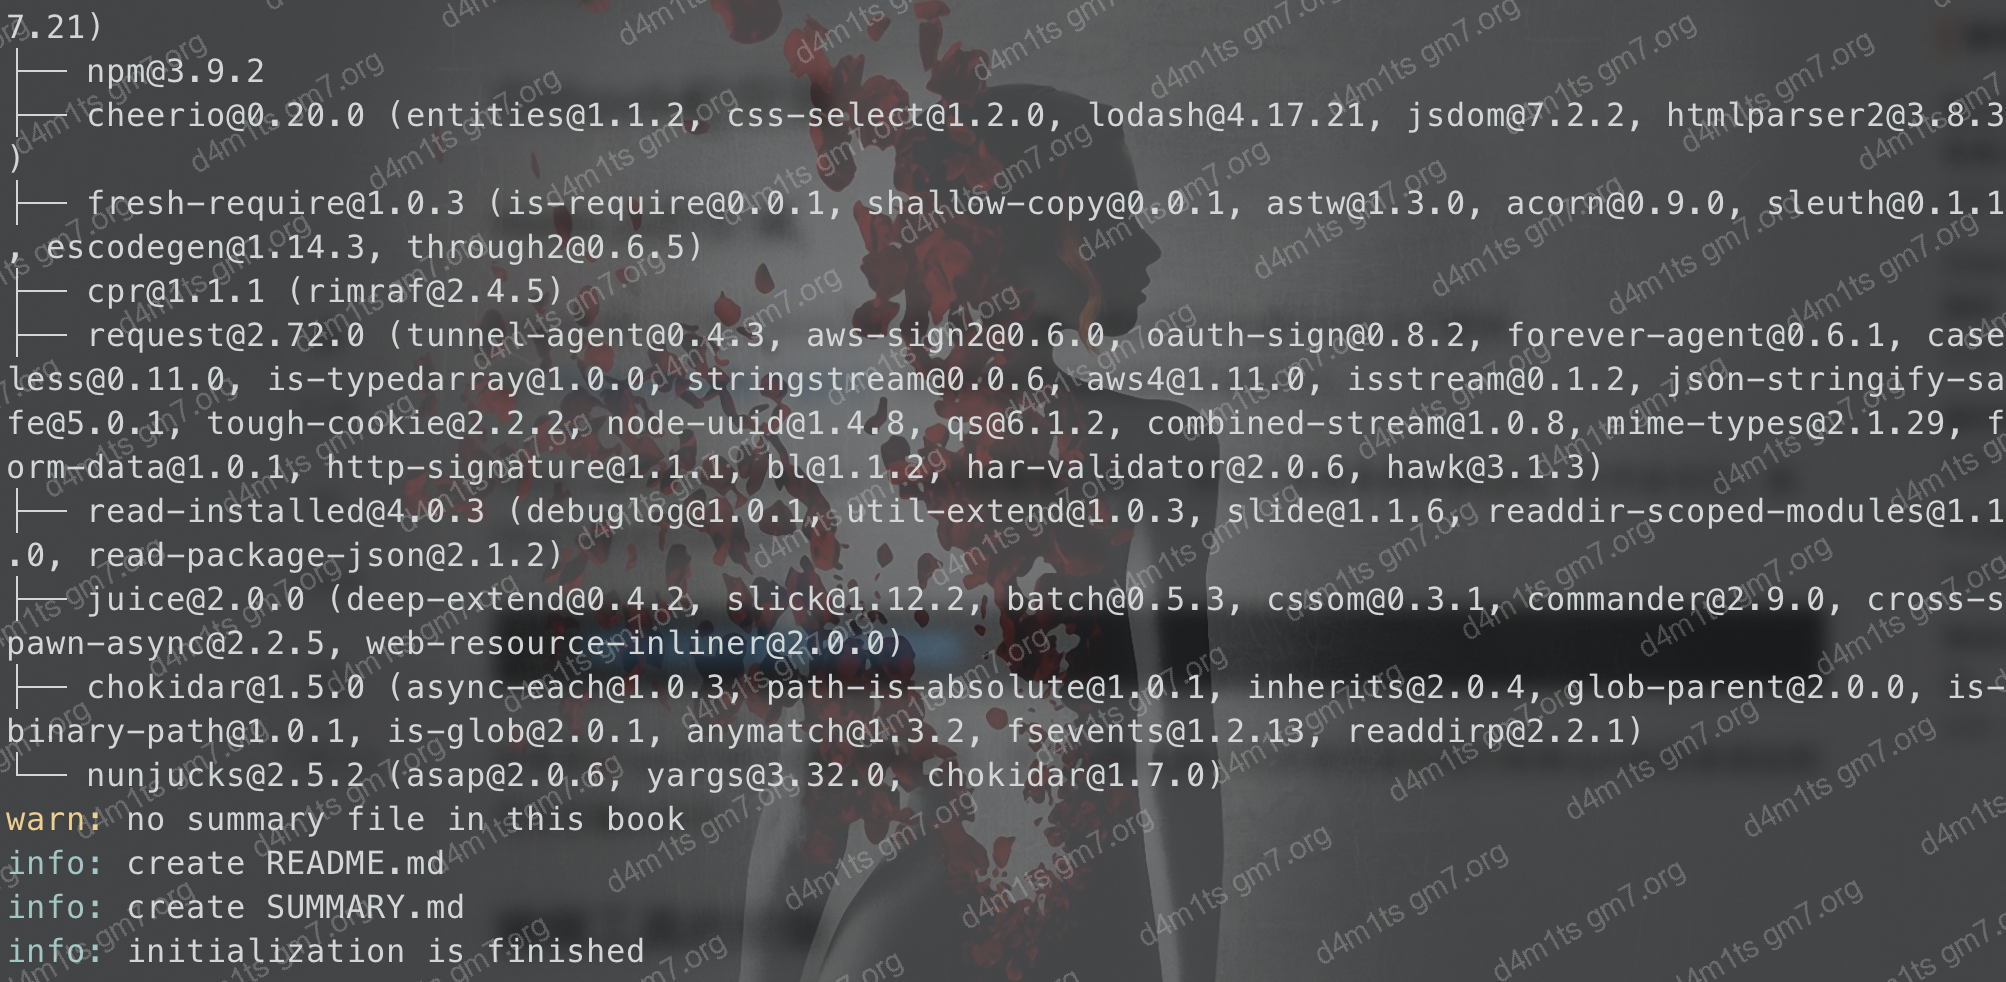 7.21)
├── npm@3.9.2
├── cheerio@0.20.0 (entities@1.1.2, css-select@1.2.0, lodash@4.17.21, jsdom@7.2.2, htmlparser2@3.8.3
)
├── fresh-require@1.0.3 (is-require@0.0.1, shallow-copy@0.0.1, astw@1.3.0, acorn@0.9.0, sleuth@0.1.1
, escodegen@1.14.3, through2@0.6.5)
├── cpr@1.1.1 (rimraf@2.4.5)
├── request@2.72.0 (tunnel-agent@0.4.3, aws-sign2@0.6.0, oauth-sign@0.8.2, forever-agent@0.6.1, case
less@0.11.0, is-typedarray@1.0.0, stringstream@0.0.6, aws4@1.11.0, isstream@0.1.2, json-stringify-sa
fe@5.0.1, tough-cookie@2.2.2, node-uuid@1.4.8, qs@6.1.2, combined-stream@1.0.8, mime-types@2.1.29, f
orm-data@1.0.1, http-signature@1.1.1, bl@1.1.2, har-validator@2.0.6, hawk@3.1.3)
├── read-installed@4.0.3 (debuglog@1.0.1, util-extend@1.0.3, slide@1.1.6, readdir-scoped-modules@1.1
.0, read-package-json@2.1.2)
├── juice@2.0.0 (deep-extend@0.4.2, slick@1.12.2, batch@0.5.3, cssom@0.3.1, commander@2.9.0, cross-s
pawn-async@2.2.5, web-resource-inliner@2.0.0)
├── chokidar@1.5.0 (async-each@1.0.3, path-is-absolute@1.0.1, inherits@2.0.4, glob-parent@2.0.0, is-
binary-path@1.0.1, is-glob@2.0.1, anymatch@1.3.2, fsevents@1.2.13, readdirp@2.2.1)
└── nunjucks@2.5.2 (asap@2.0.6, yargs@3.32.0, chokidar@1.7.0)
warn: no summary file in this book
info: create README.md
info: create SUMMARY.md
info: initialization is finished
d4m1ts gm7.org